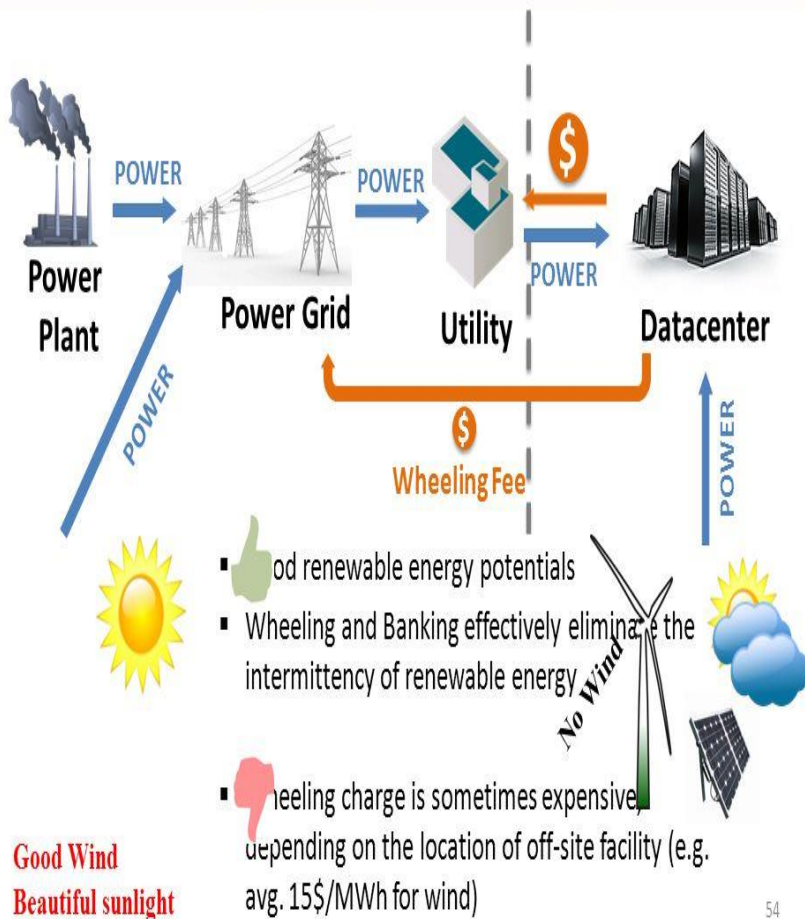 POWER
POWER
$
POWER
Power
Plant
Power Grid
Utility
Datacenter
POWER
$
Wheeling Fee
POWER
▪ od renewable energy potentials
▪ Wheeling and Banking effectively eliminate the
intermittency of renewable energy
No Wind
▪ heeling charge is sometimes expensive,
depending on the location of off-site facility (e.g.
avg. 15$/MWh for wind)
Good Wind
Beautiful sunlight
54